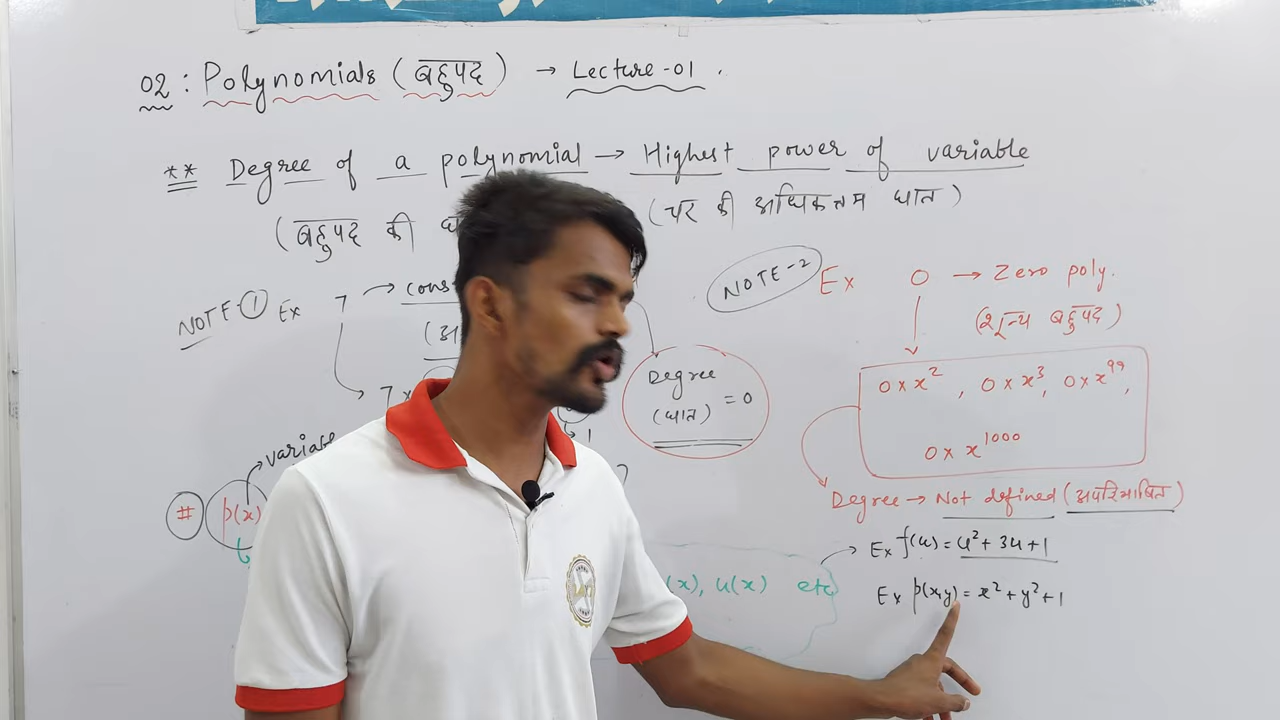 02 : Polynomials (बहुपद) → Lecture-01.
** Degree of a polynomial → Highest power of variable
(बहुपद की (चर की अधिकतम घात)
NOTE-① Ex 7 →
NOTE-2 Ex 0 → Zero poly.
(शून्य बहुपद)
Degree (घात) = 0
0×x², 0×x³, 0×x⁹⁹,
0×x¹⁰⁰⁰
7
→ variable
# p(x)
Degree → Not defined (अपरिभाषित)
Ex f(u) = u² + 3u + 1
(x), u(x) etc
Ex p(x,y) = x² + y² + 1